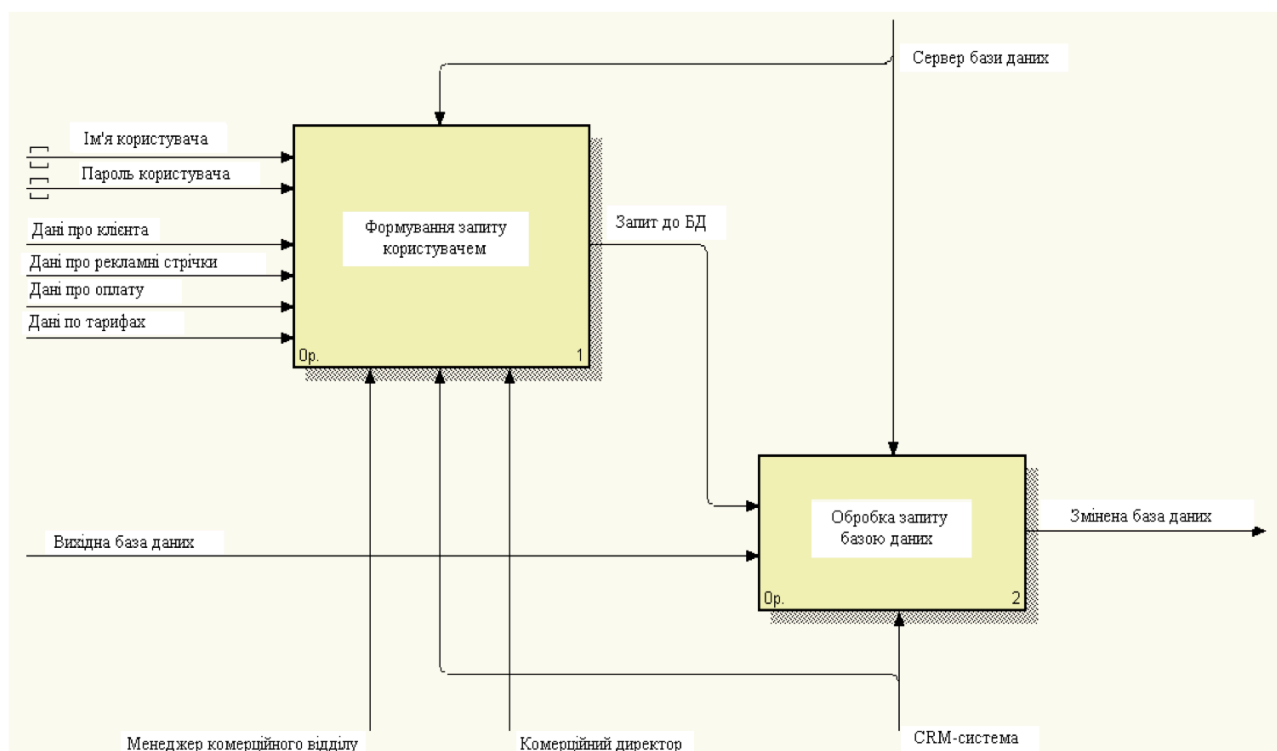 Сервер бази даних
Ім'я користувача
Пароль користувача
Дані про клієнта
Дані про рекламні стрічки
Дані про оплату
Дані по тарифах
Формування запиту
користувачем
0р.
1
Запит до БД
Вихідна база даних
Обробка запиту
базою даних
0р.
2
Змінена база даних
Менеджер комерційного відділу
Комерційний директор
CRM-система